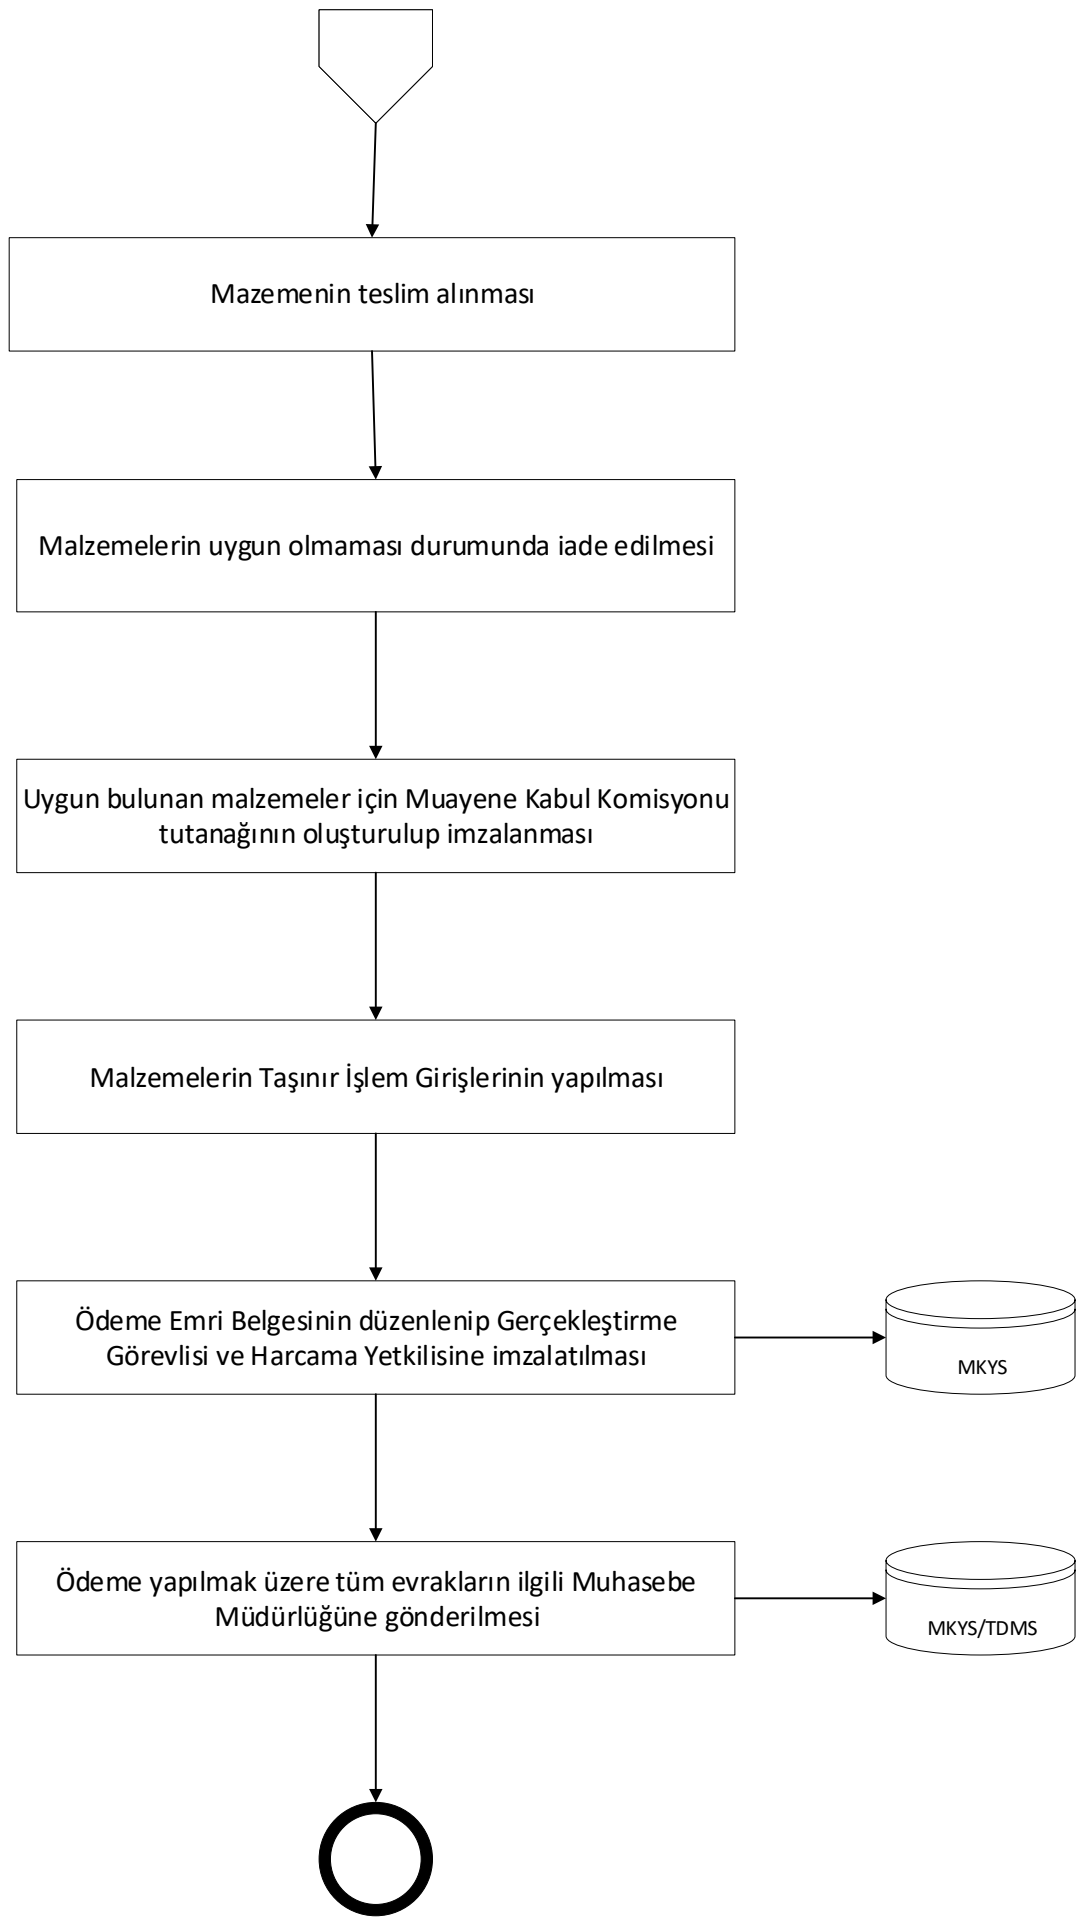 Mazemenin teslim alınması
Malzemelerin uygun olmaması durumunda iade edilmesi
Uygun bulunan malzemeler için Muayene Kabul Komisyonu
tutanağının oluşturulup imzalanması
Malzemelerin Taşınır İşlem Girişlerinin yapılması
Ödeme Emri Belgesinin düzenlenip Gerçekleştirme
Görevlisi ve Harcama Yetkilisine imzalatılması
MKYS
Ödeme yapılmak üzere tüm evrakların ilgili Muhasebe
Müdürlüğüne gönderilmesi
MKYS/TDMS